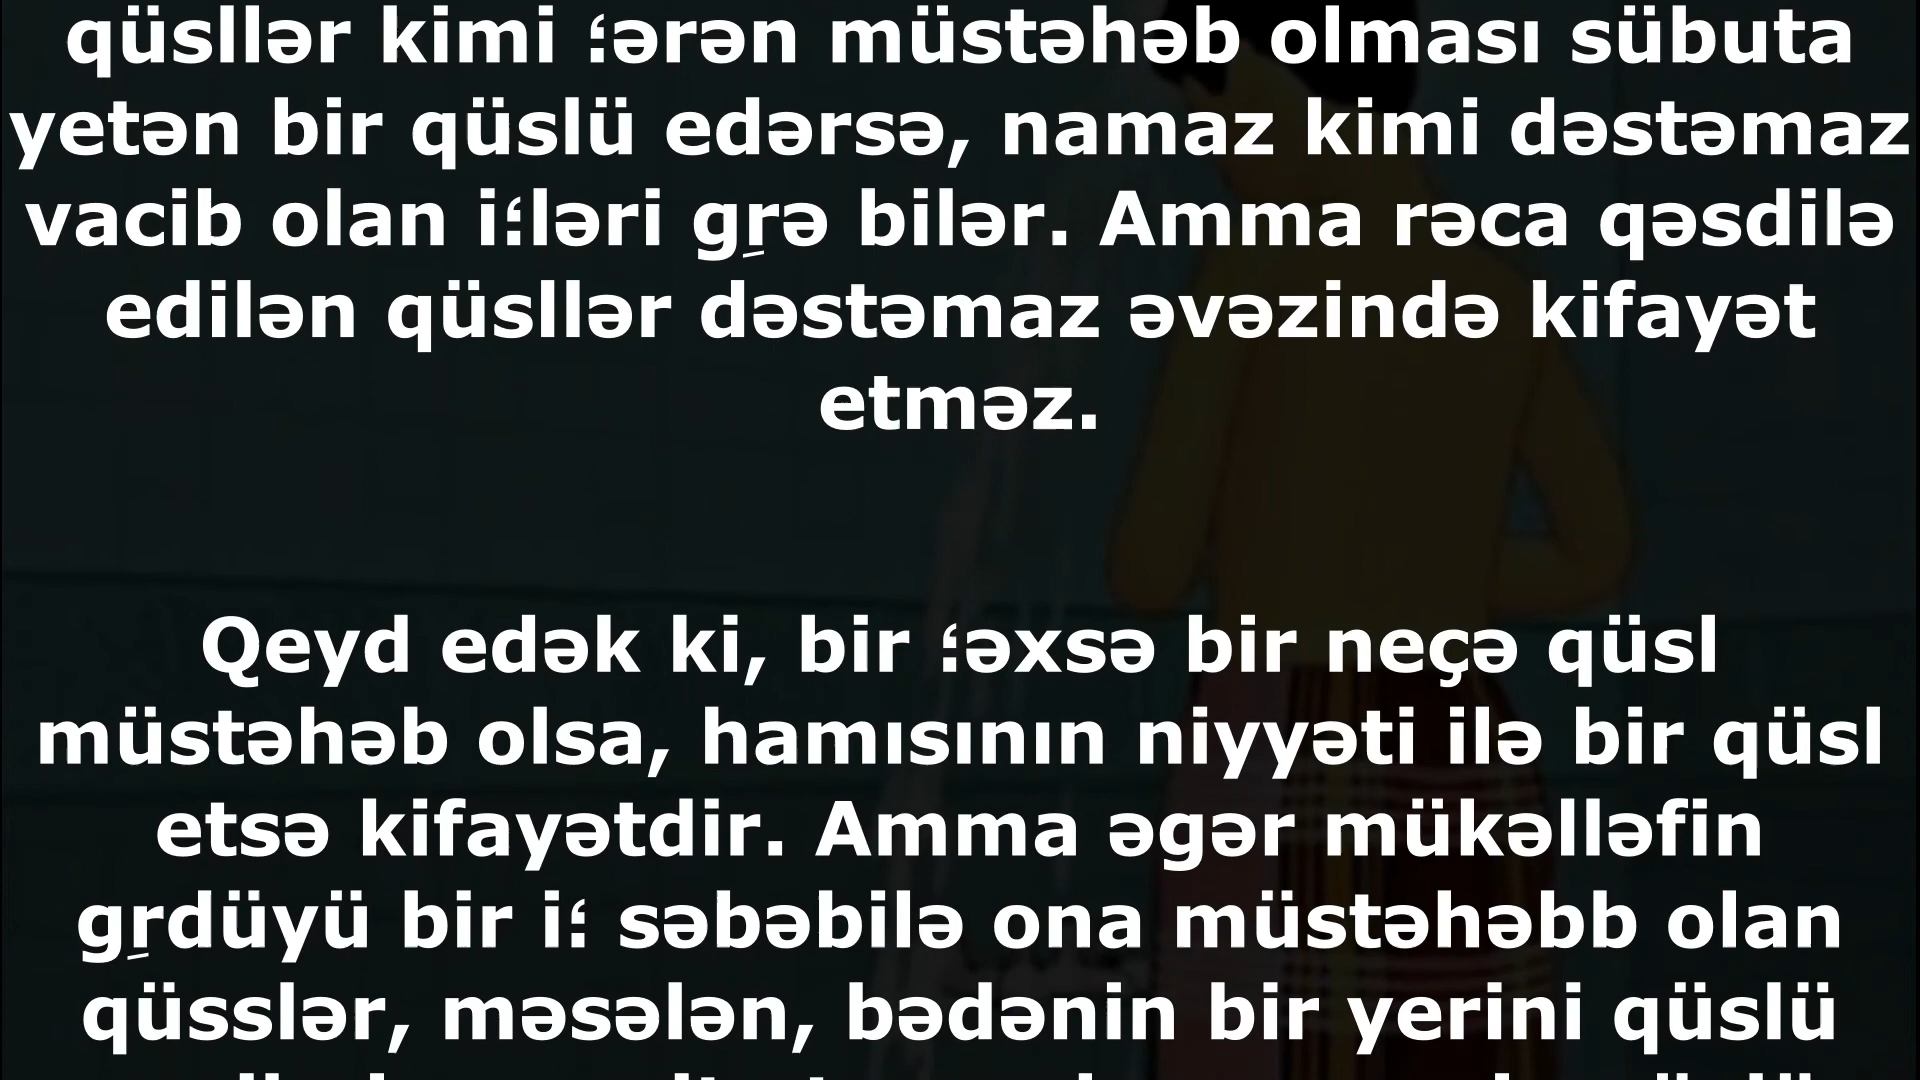 qüsllər kimi ؛ərən müstəhəb olması sübuta
yetən bir qüslü edərsə, namaz kimi dəstəmaz
vacib olan i؛ləri gِrə bilər. Amma rəca qəsdilə
edilən qüsllər dəstəmaz əvəzində kifayət
etməz.
Qeyd edək ki, bir ؛əxsə bir neçə qüsl
müstəhəb olsa, hamısının niyyəti ilə bir qüsl
etsə kifayətdir. Amma əgər mükəlləfin
gِrdüyü bir i؛ səbəbilə ona müstəhəbb olan
qüsslər, məsələn, bədənin bir yerini qüslü